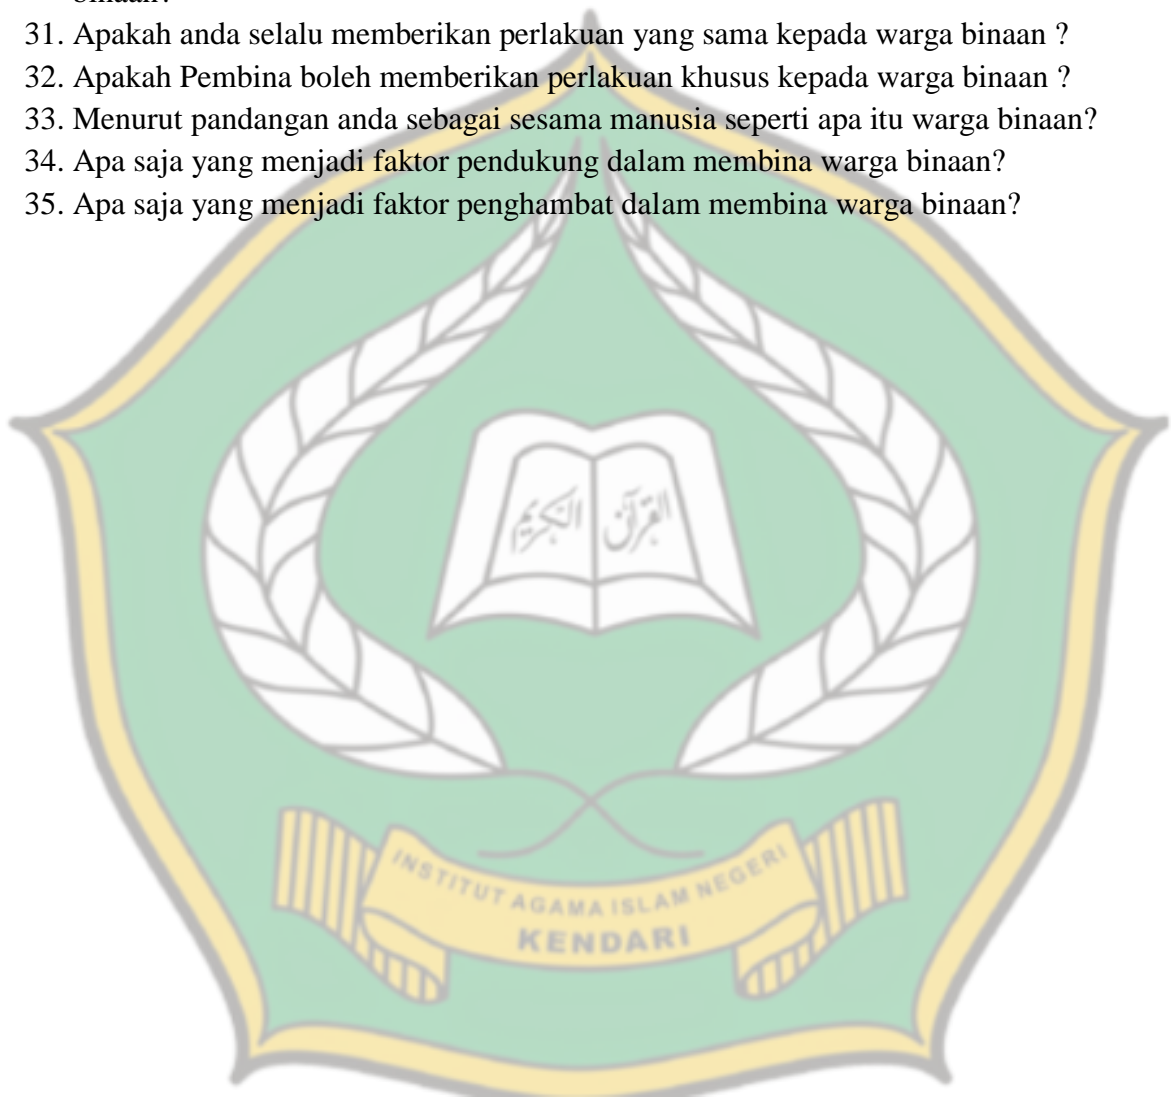 binaan?
31. Apakah anda selalu memberikan perlakuan yang sama kepada warga binaan ?
32. Apakah Pembina boleh memberikan perlakuan khusus kepada warga binaan ?
33. Menurut pandangan anda sebagai sesama manusia seperti apa itu warga binaan?
34. Apa saja yang menjadi faktor pendukung dalam membina warga binaan?
35. Apa saja yang menjadi faktor penghambat dalam membina warga binaan?
القرآن الكريم
INSTITUT AGAMA ISLAM NEGERI
KENDARI